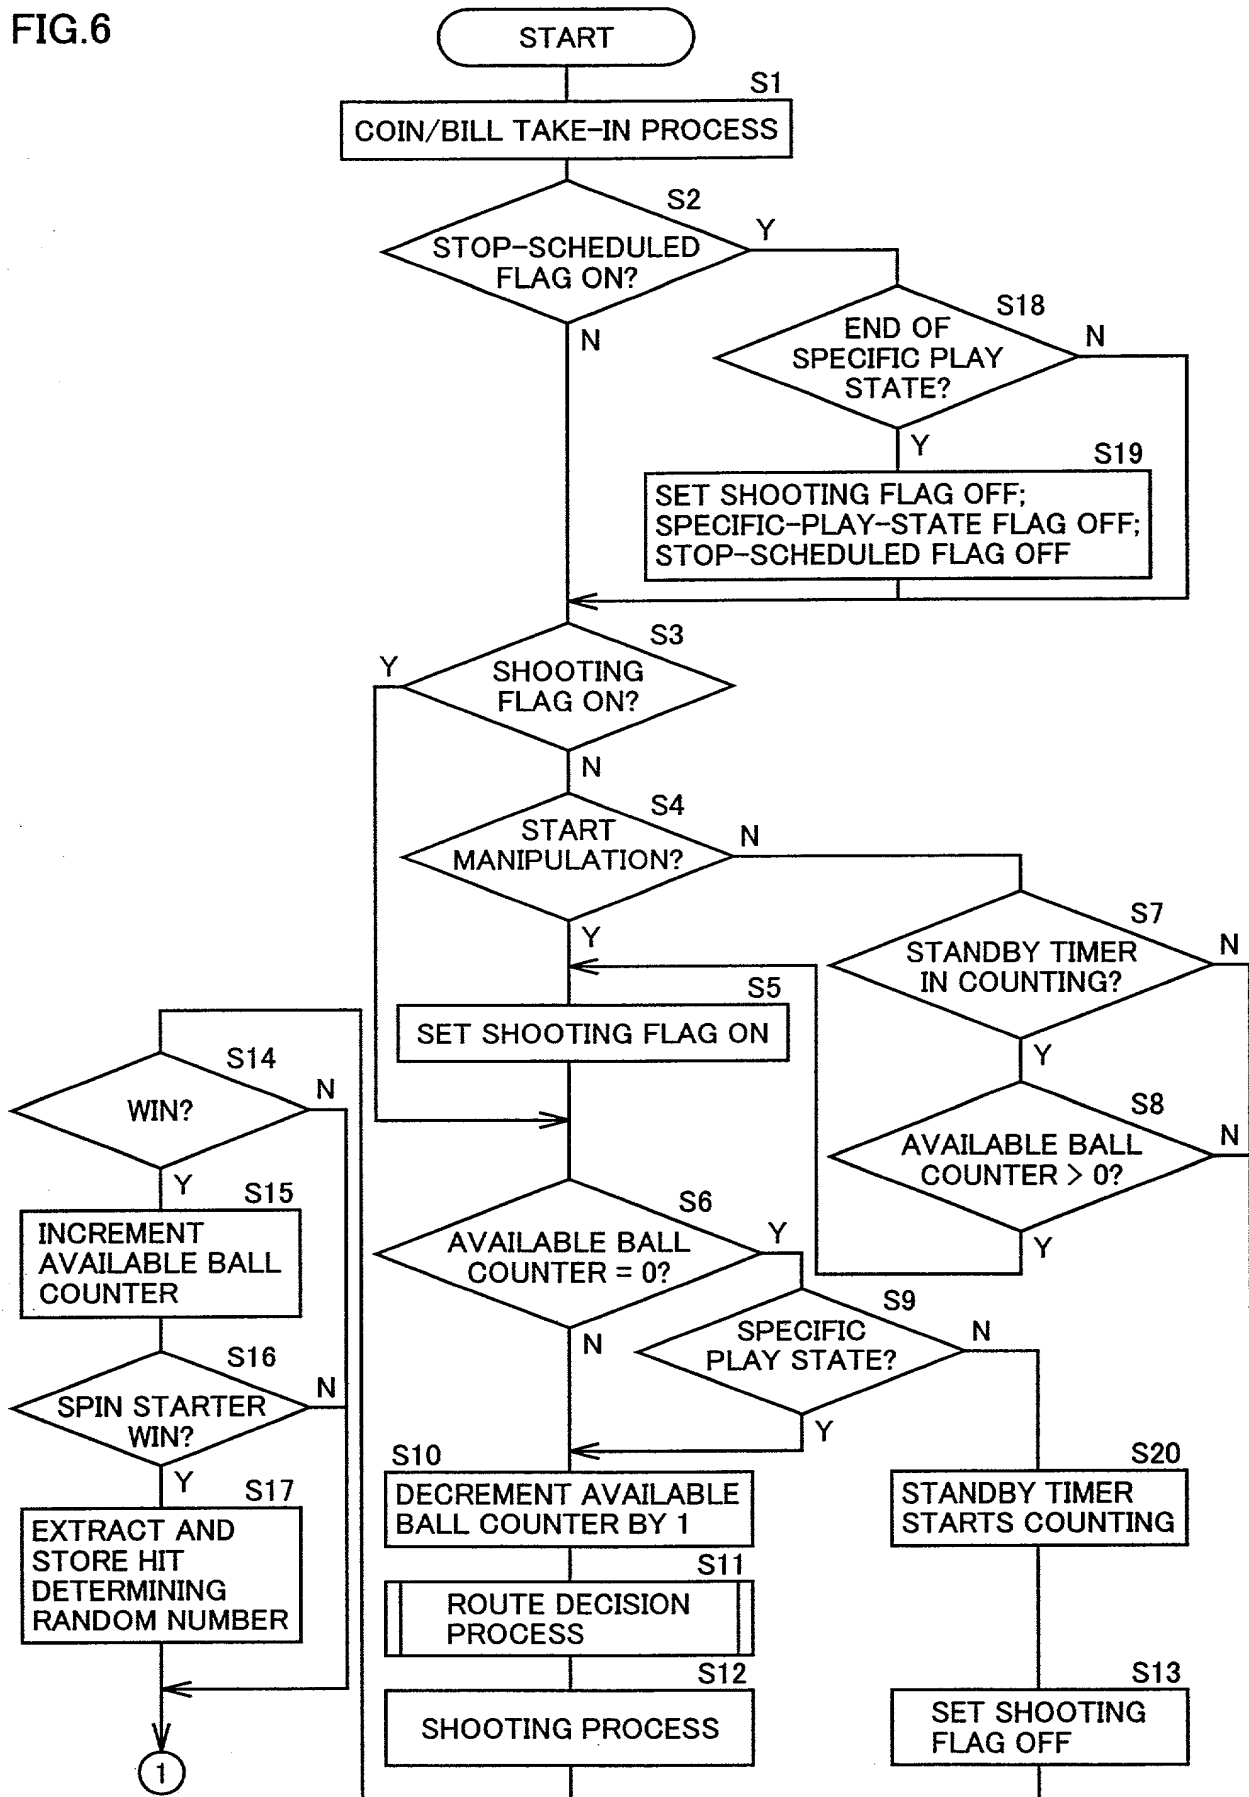 FIG.6
START
S1
COIN/BILL TAKE-IN PROCESS
S2
STOP-SCHEDULED
FLAG ON?
Y
N
S18
END OF
SPECIFIC PLAY
STATE?
N
Y
S19
SET SHOOTING FLAG OFF;
SPECIFIC-PLAY-STATE FLAG OFF;
STOP-SCHEDULED FLAG OFF
S3
SHOOTING
FLAG ON?
Y
N
S4
START
MANIPULATION?
N
Y
S7
STANDBY TIMER
IN COUNTING?
N
Y
S5
SET SHOOTING FLAG ON
S8
AVAILABLE BALL
COUNTER > 0?
N
Y
S14
WIN?
N
Y
S15
INCREMENT
AVAILABLE BALL
COUNTER
S16
SPIN STARTER
WIN?
N
Y
S17
EXTRACT AND
STORE HIT
DETERMINING
RANDOM NUMBER
1
S6
AVAILABLE BALL
COUNTER = 0?
Y
N
S9
SPECIFIC
PLAY STATE?
N
Y
S10
DECREMENT AVAILABLE
BALL COUNTER BY 1
S11
ROUTE DECISION
PROCESS
S12
SHOOTING PROCESS
S20
STANDBY TIMER
STARTS COUNTING
S13
SET SHOOTING
FLAG OFF